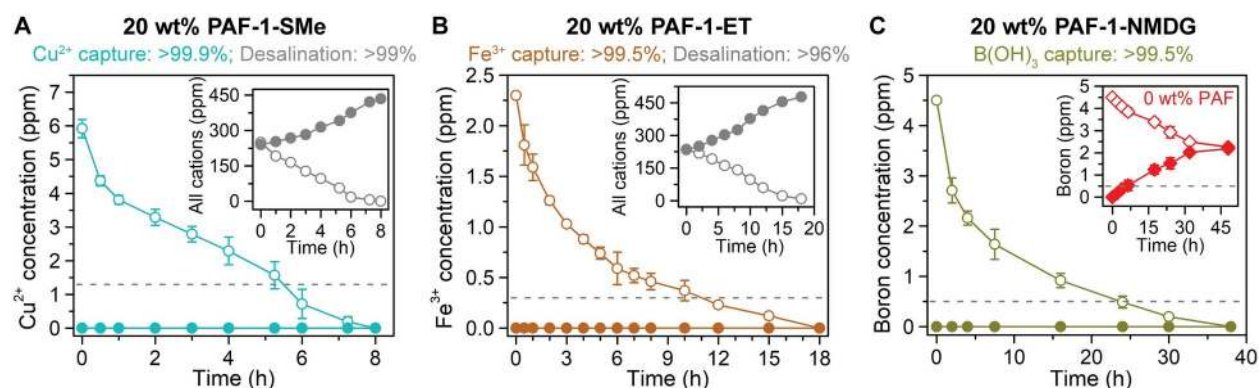 A 20 wt% PAF-1-SMe
Cu²⁺ capture: >99.9%; Desalination: >99%
Cu²⁺ concentration (ppm)
7
6
5
4
3
2
1
0
0 2 4 6 8
Time (h)
All cations (ppm)
450
300
150
0
0 2 4 6 8
Time (h)
B 20 wt% PAF-1-ET
Fe³⁺ capture: >99.5%; Desalination: >96%
Fe³⁺ concentration (ppm)
2.5
2.0
1.5
1.0
0.5
0.0
0 3 6 9 12 15 18
Time (h)
All cations (ppm)
450
300
150
0
0 5 10 15 20
Time (h)
C 20 wt% PAF-1-NMDG
B(OH)₃ capture: >99.5%
Boron concentration (ppm)
5
4
3
2
1
0
0 10 20 30 40
Time (h)
0 wt% PAF
Boron (ppm)
5
4
3
2
1
0
0 15 30 45
Time (h)